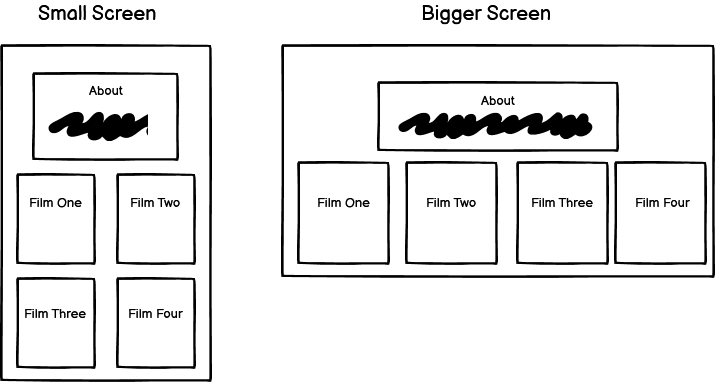 Small Screen
About
Film One
Film Two
Film Three
Film Four
Bigger Screen
About
Film One
Film Two
Film Three
Film Four